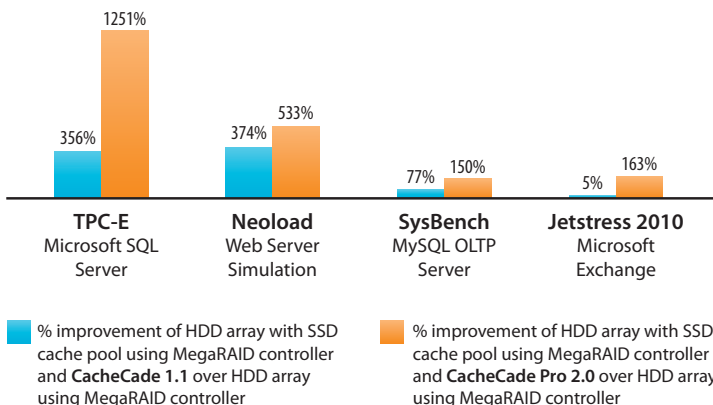 1251%
356%
374%
533%
77%
150%
5%
163%
TPC-E
Microsoft SQL
Server
Neoload
Web Server
Simulation
SysBench
MySQL OLTP
Server
Jetstress 2010
Microsoft
Exchange
% improvement of HDD array with SSD
cache pool using MegaRAID controller
and CacheCade 1.1 over HDD array
using MegaRAID controller
% improvement of HDD array with SSD
cache pool using MegaRAID controller
and CacheCade Pro 2.0 over HDD array
using MegaRAID controller